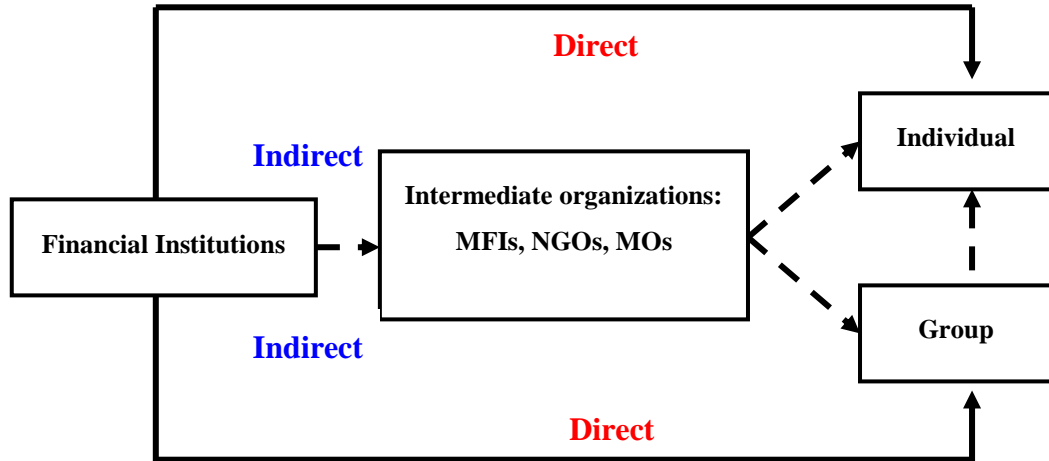 Direct
Individual
Indirect
Intermediate organizations:
MFIs, NGOs, MOs
Financial Institutions
Group
Indirect
Direct